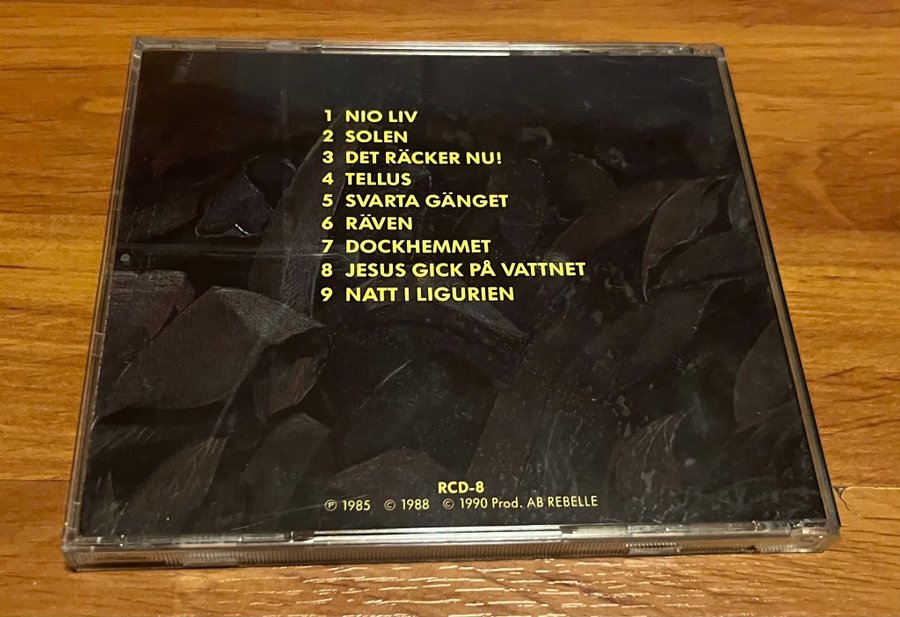 1 NIO LIV
2 SOLEN
3 DET RÄCKER NU!
4 TELLUS
5 SVARTA GÄNGET
6 RÄVEN
7 DOCKHEMMET
8 JESUS GICK PÅ VATTNET
9 NATT I LIGURIEN
RCD-8
℗ 1985 © 1988 © 1990 Prod. AB REBELLE